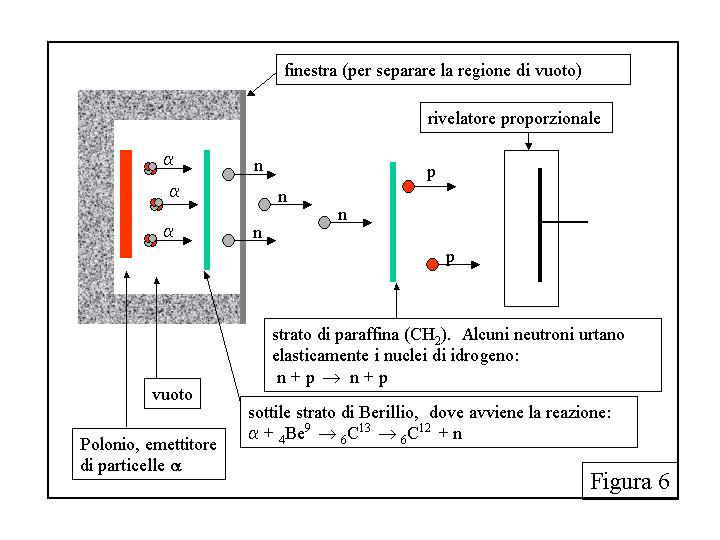 finestra (per separare la regione di vuoto)
rivelatore proporzionale
α
n
p
α
n
n
α
n
p
strato di paraffina (CH₂). Alcuni neutroni urtano
elasticamente i nuclei di idrogeno:
n + p → n + p
vuoto
sottile strato di Berillio, dove avviene la reazione:
α + ₄Be⁹ → ₆C¹³ → ₆C¹² + n
Polonio, emettitore
di particelle α
Figura 6